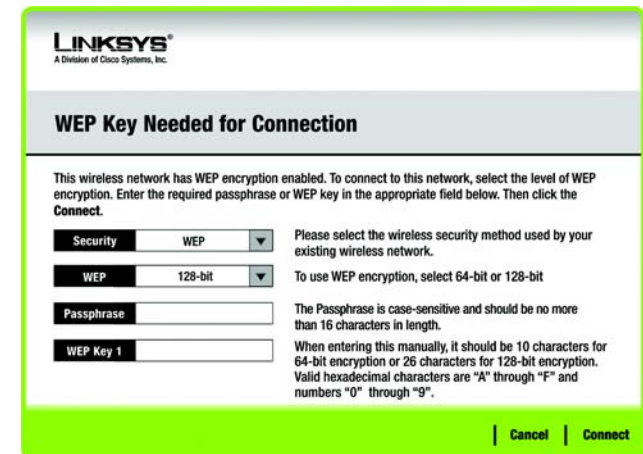 LINKSYS®
A Division of Cisco Systems, Inc.
WEP Key Needed for Connection
This wireless network has WEP encryption enabled. To connect to this network, select the level of WEP
encryption. Enter the required passphrase or WEP key in the appropriate field below. Then click the
Connect.
Security WEP
Please select the wireless security method used by your
existing wireless network.
WEP 128-bit
To use WEP encryption, select 64-bit or 128-bit
Passphrase
The Passphrase is case-sensitive and should be no more
than 16 characters in length.
WEP Key 1
When entering this manually, it should be 10 characters for
64-bit encryption or 26 characters for 128-bit encryption.
Valid hexadecimal characters are “A” through “F” and
numbers “0” through “9”.
Cancel Connect